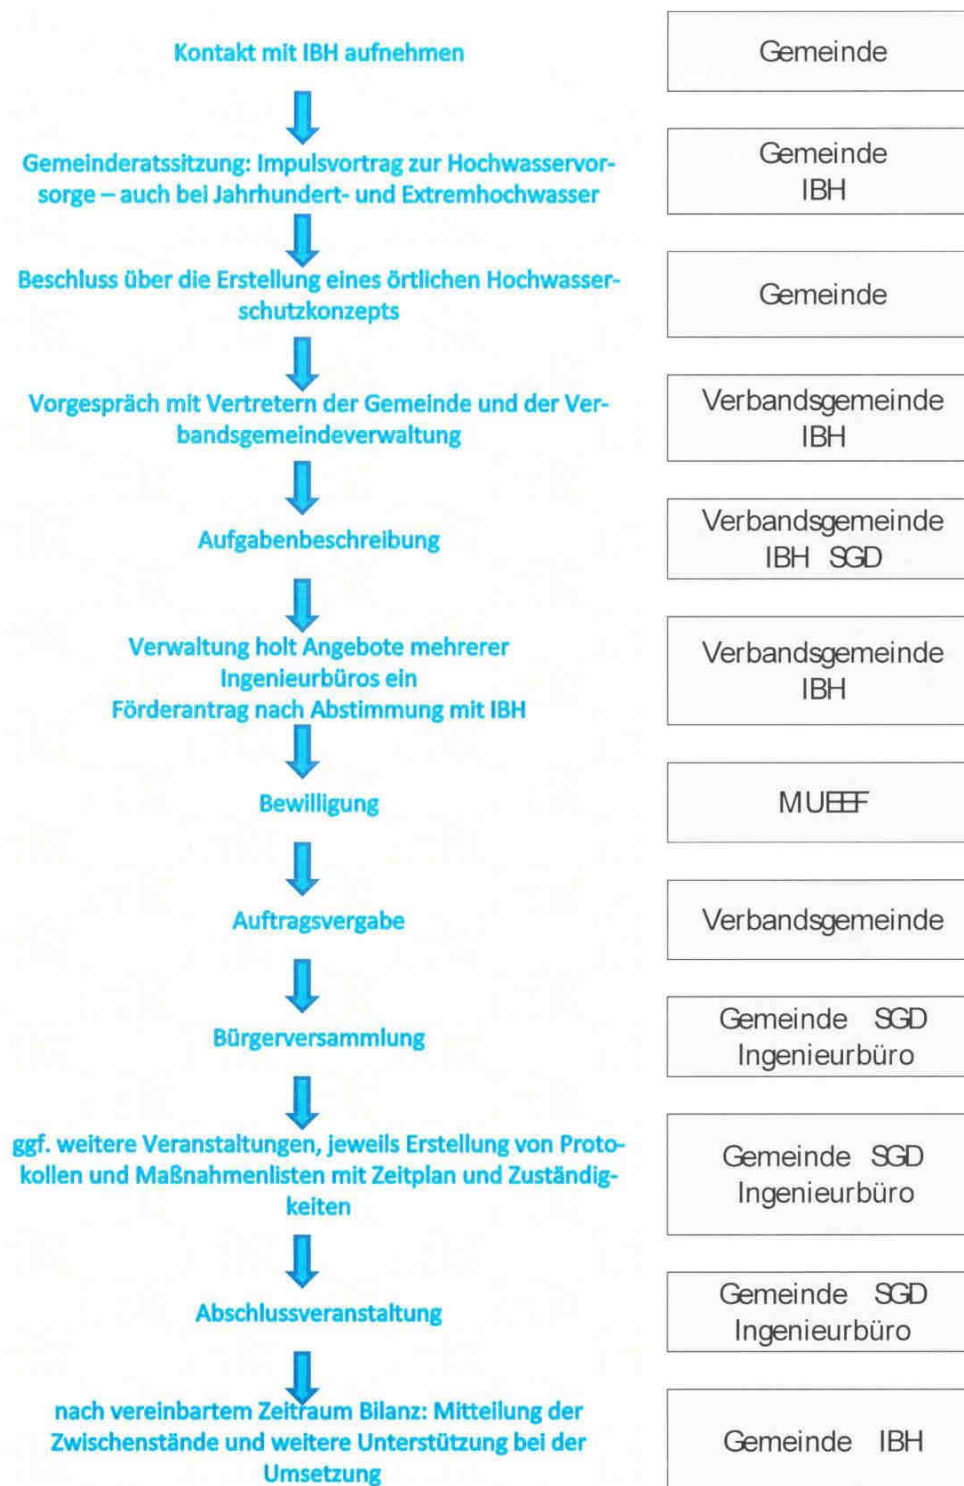 Kontakt mit IBH aufnehmen
Gemeinde
Gemeinderatssitzung: Impulsvortrag zur Hochwasservor-
sorge – auch bei Jahrhundert- und Extremhochwasser
Gemeinde
IBH
Beschluss über die Erstellung eines örtlichen Hochwasser-
schutzkonzepts
Gemeinde
Vorgespräch mit Vertretern der Gemeinde und der Ver-
bandsgemeindeverwaltung
Verbandsgemeinde
IBH
Aufgabenbeschreibung
Verbandsgemeinde
IBH SGD
Verwaltung holt Angebote mehrerer
Ingenieurbüros ein
Förderantrag nach Abstimmung mit IBH
Verbandsgemeinde
IBH
Bewilligung
MUEEF
Auftragsvergabe
Verbandsgemeinde
Bürgerversammlung
Gemeinde SGD
Ingenieurbüro
ggf. weitere Veranstaltungen, jeweils Erstellung von Proto-
kollen und Maßnahmenlisten mit Zeitplan und Zuständig-
keiten
Gemeinde SGD
Ingenieurbüro
Abschlussveranstaltung
Gemeinde SGD
Ingenieurbüro
nach vereinbartem Zeitraum Bilanz: Mitteilung der
Zwischenstände und weitere Unterstützung bei der
Umsetzung
Gemeinde IBH